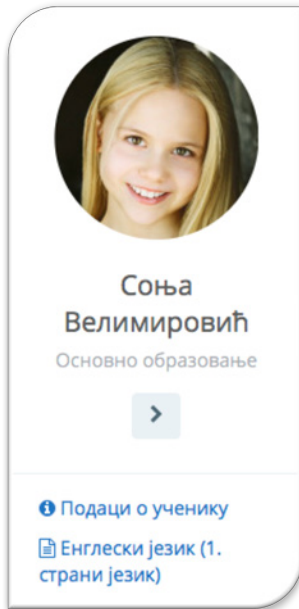 Соња
Велимировић
Основно образовање
Подаци о ученику
Енглески језик (1.
страни језик)